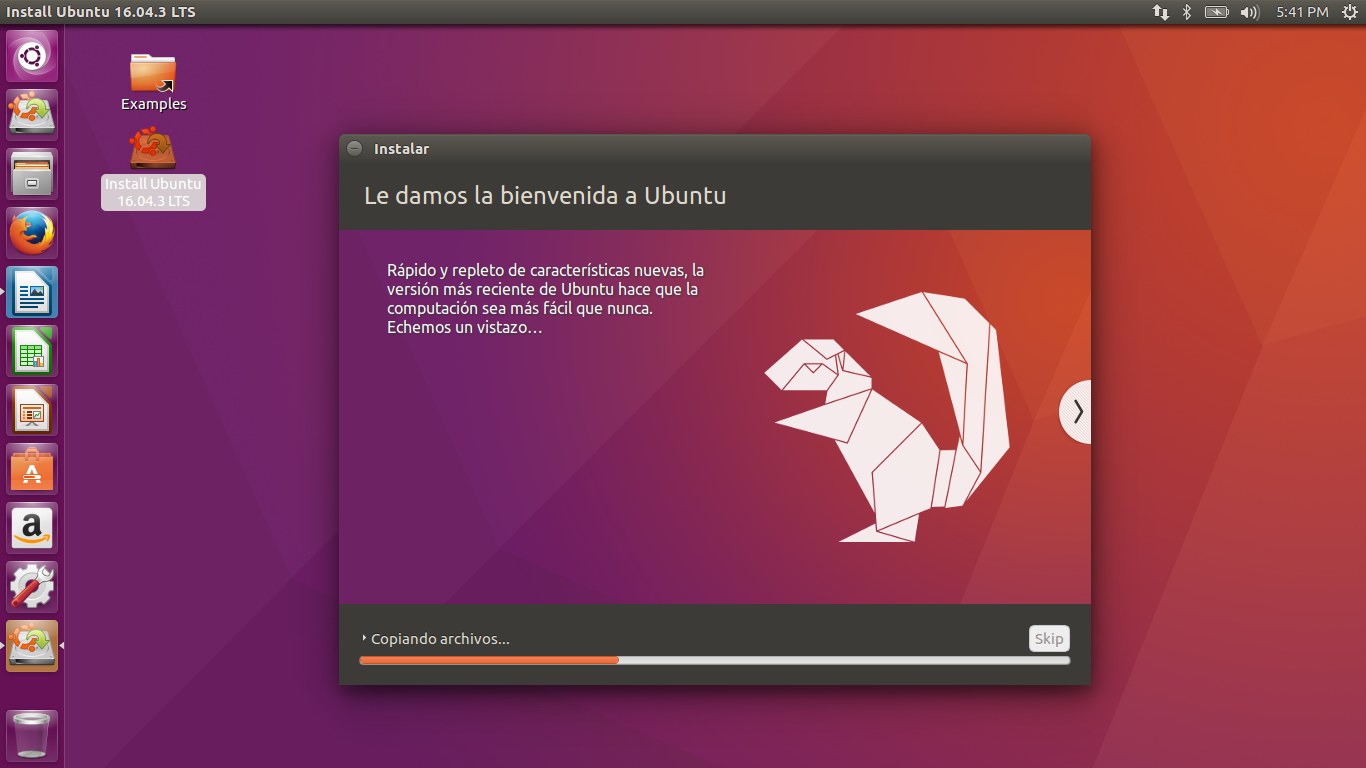 Install Ubuntu 16.04.3 LTS
5:41 PM
Examples
Install Ubuntu
16.04.3 LTS
Instalar
Le damos la bienvenida a Ubuntu
Rápido y repleto de características nuevas, la
versión más reciente de Ubuntu hace que la
computación sea más fácil que nunca.
Echemos un vistazo…
Copiando archivos...
Skip